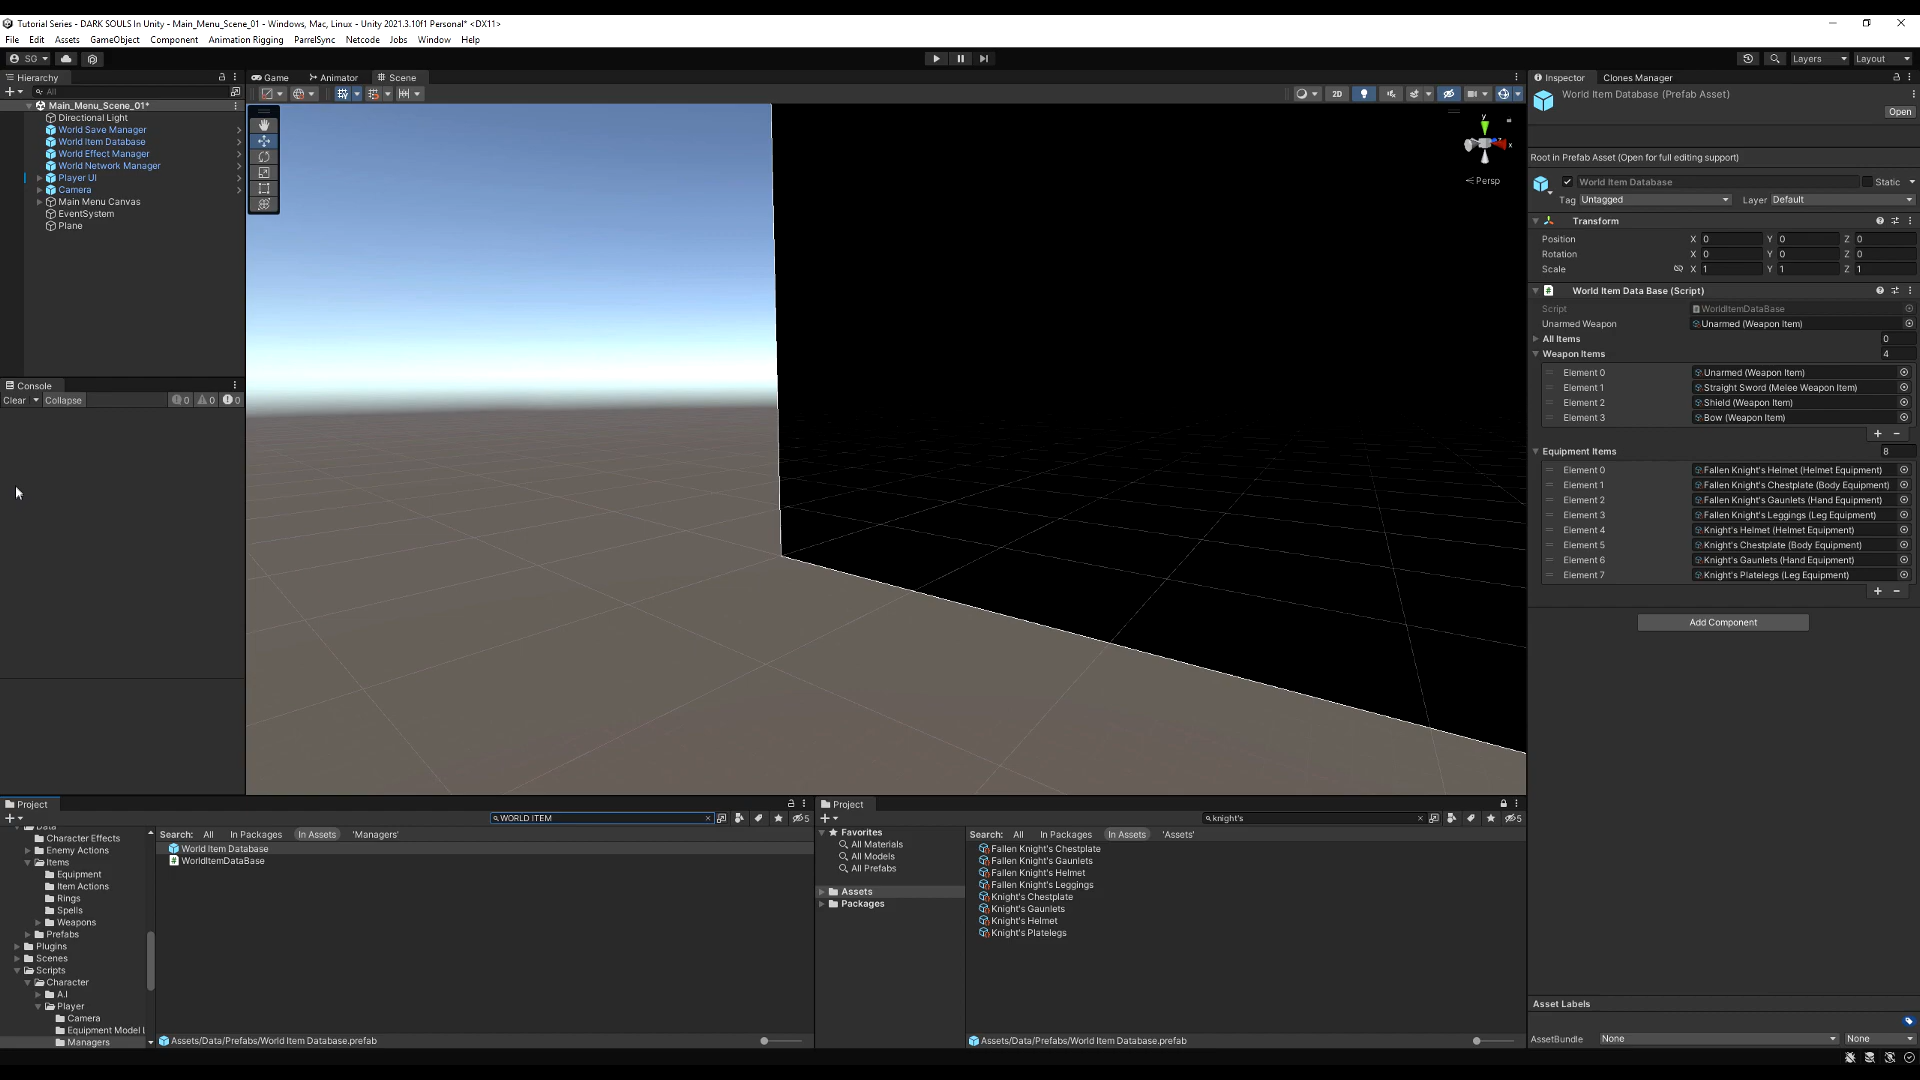 Tutorial Series - DARK SOULS In Unity - Main_Menu_Scene_01 - Windows, Mac, Linux - Unity 2021.3.10f1 Personal* <DX11>
File Edit Assets GameObject Component Animation Rigging ParrelSync Netcode Jobs Window Help
SG Layers Layout
Hierarchy
All
Main_Menu_Scene_01*
Directional Light
World Save Manager
World Item Database
World Effect Manager
World Network Manager
Player UI
Camera
Main Menu Canvas
EventSystem
Plane
Console
Clear Collapse 0 0 0
Game Animator Scene
2D
y
x
Persp
Inspector Clones Manager
World Item Database (Prefab Asset)
Open
Root in Prefab Asset (Open for full editing support)
World Item Database Static
Tag Untagged Layer Default
Transform
Position X 0 Y 0 Z 0
Rotation X 0 Y 0 Z 0
Scale X 1 Y 1 Z 1
World Item Data Base (Script)
Script WorldItemDataBase
Unarmed Weapon Unarmed (Weapon Item)
All Items 0
Weapon Items 4
Element 0 Unarmed (Weapon Item)
Element 1 Straight Sword (Melee Weapon Item)
Element 2 Shield (Weapon Item)
Element 3 Bow (Weapon Item)
+ -
Equipment Items 8
Element 0 Fallen Knight's Helmet (Helmet Equipment)
Element 1 Fallen Knight's Chestplate (Body Equipment)
Element 2 Fallen Knight's Gaunlets (Hand Equipment)
Element 3 Fallen Knight's Leggings (Leg Equipment)
Element 4 Knight's Helmet (Helmet Equipment)
Element 5 Knight's Chestplate (Body Equipment)
Element 6 Knight's Gaunlets (Hand Equipment)
Element 7 Knight's Platelegs (Leg Equipment)
+ -
Add Component
Asset Labels
AssetBundle None None
Project
WORLD ITEM 5
Data
Character Effects
Enemy Actions
Items
Equipment
Item Actions
Rings
Spells
Weapons
Prefabs
Plugins
Scenes
Scripts
Character
A.I
Player
Camera
Equipment Model
Managers
Search: All In Packages In Assets 'Managers'
World Item Database
WorldItemDataBase
Assets/Data/Prefabs/World Item Database.prefab
Project
knight's 5
Favorites
All Materials
All Models
All Prefabs
Assets
Packages
Search: All In Packages In Assets 'Assets'
Fallen Knight's Chestplate
Fallen Knight's Gaunlets
Fallen Knight's Helmet
Fallen Knight's Leggings
Knight's Chestplate
Knight's Gaunlets
Knight's Helmet
Knight's Platelegs
Assets/Data/Prefabs/World Item Database.prefab